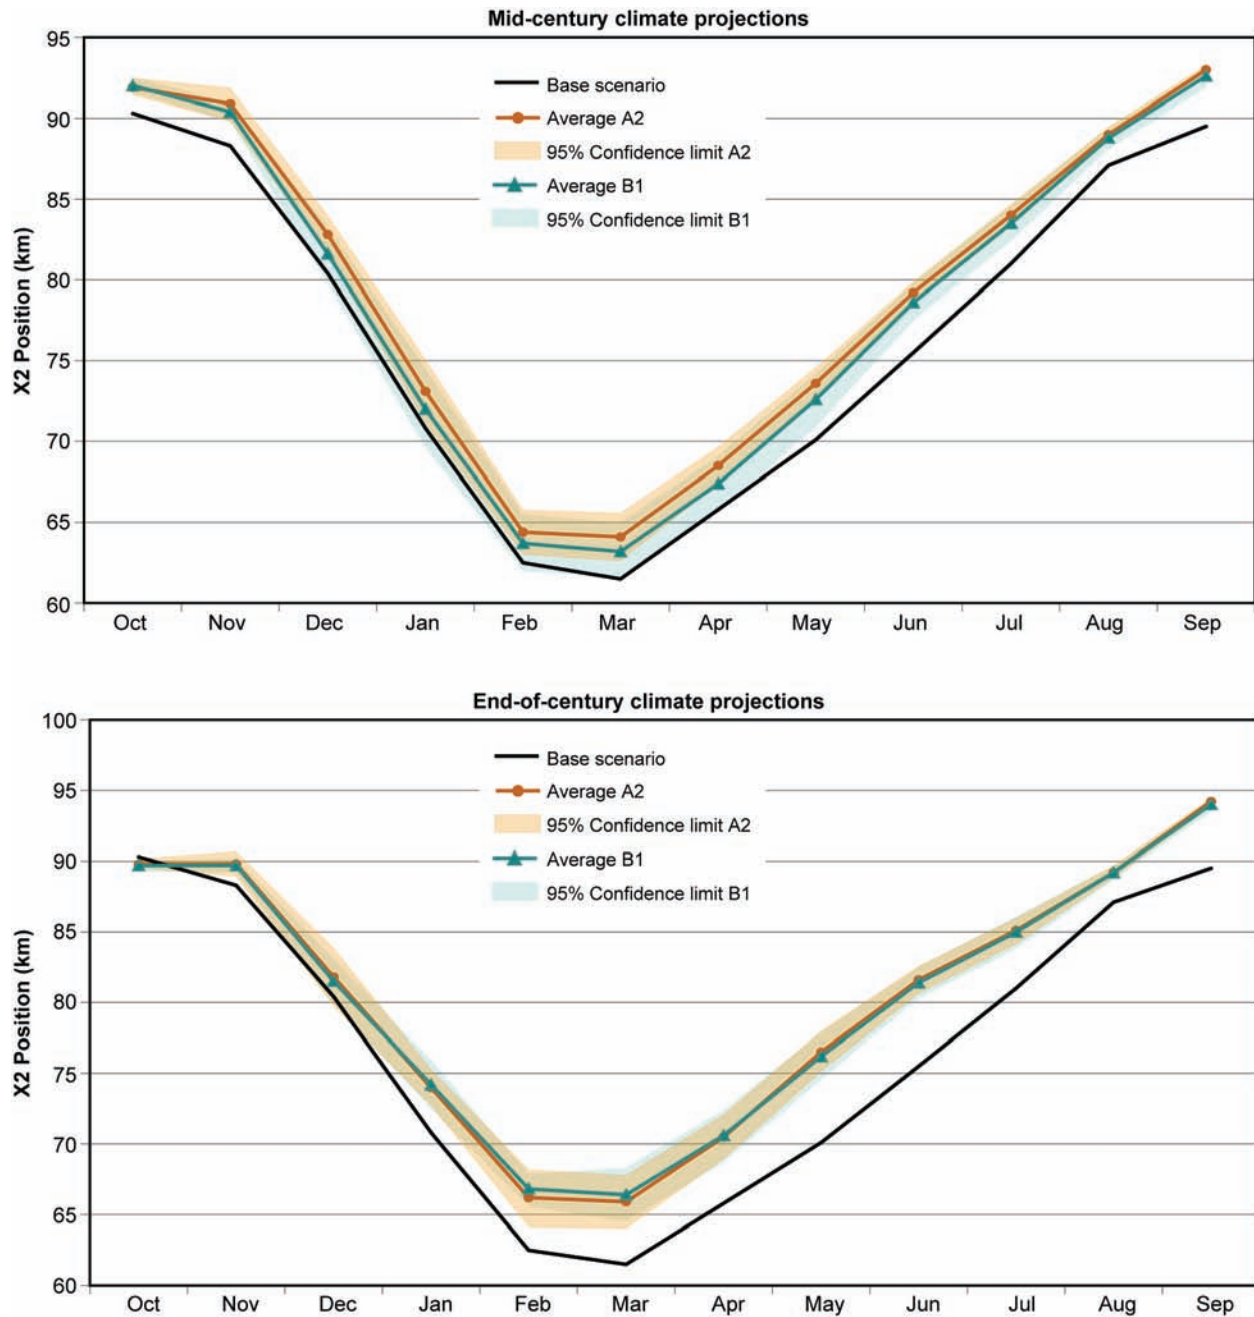 Mid-century climate projections
95
90
85
80
75
70
65
60
X2 Position (km)
Base scenario
Average A2
95% Confidence limit A2
Average B1
95% Confidence limit B1
Oct Nov Dec Jan Feb Mar Apr May Jun Jul Aug Sep
End-of-century climate projections
100
95
90
85
80
75
70
65
60
X2 Position (km)
Base scenario
Average A2
95% Confidence limit A2
Average B1
95% Confidence limit B1
Oct Nov Dec Jan Feb Mar Apr May Jun Jul Aug Sep